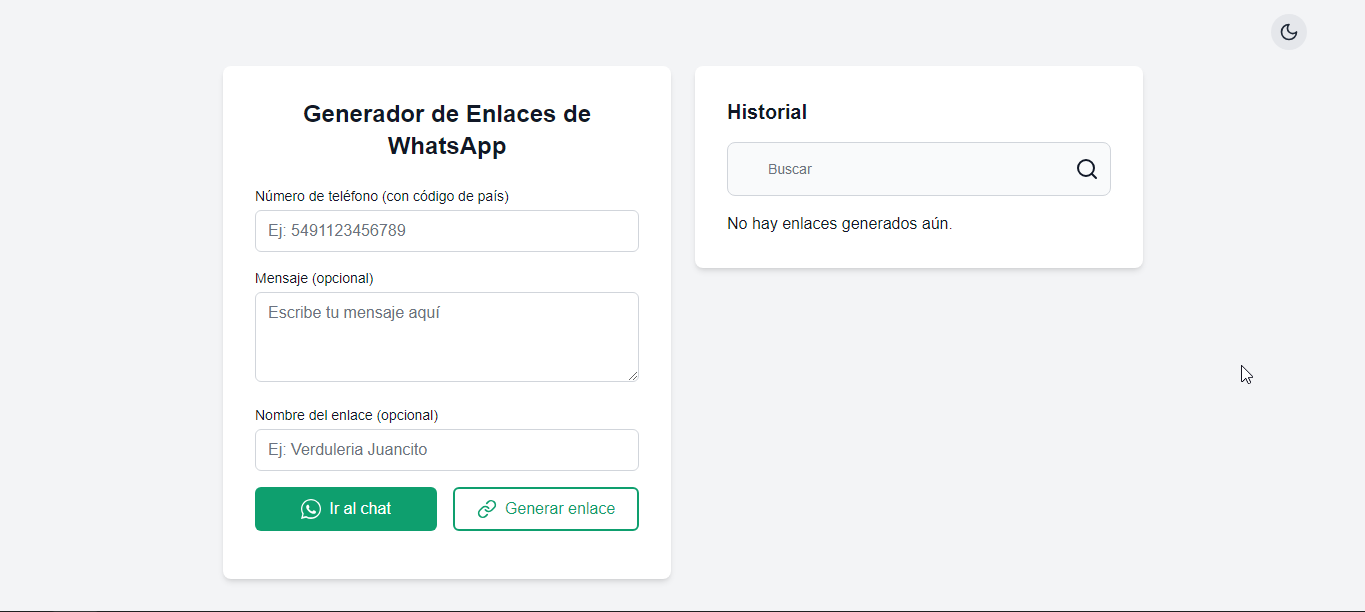 Generador de Enlaces de
WhatsApp
Número de teléfono (con código de país)
Ej: 5491123456789
Mensaje (opcional)
Escribe tu mensaje aquí
Nombre del enlace (opcional)
Ej: Verduleria Juancito
Ir al chat
Generar enlace
Historial
Buscar
No hay enlaces generados aún.